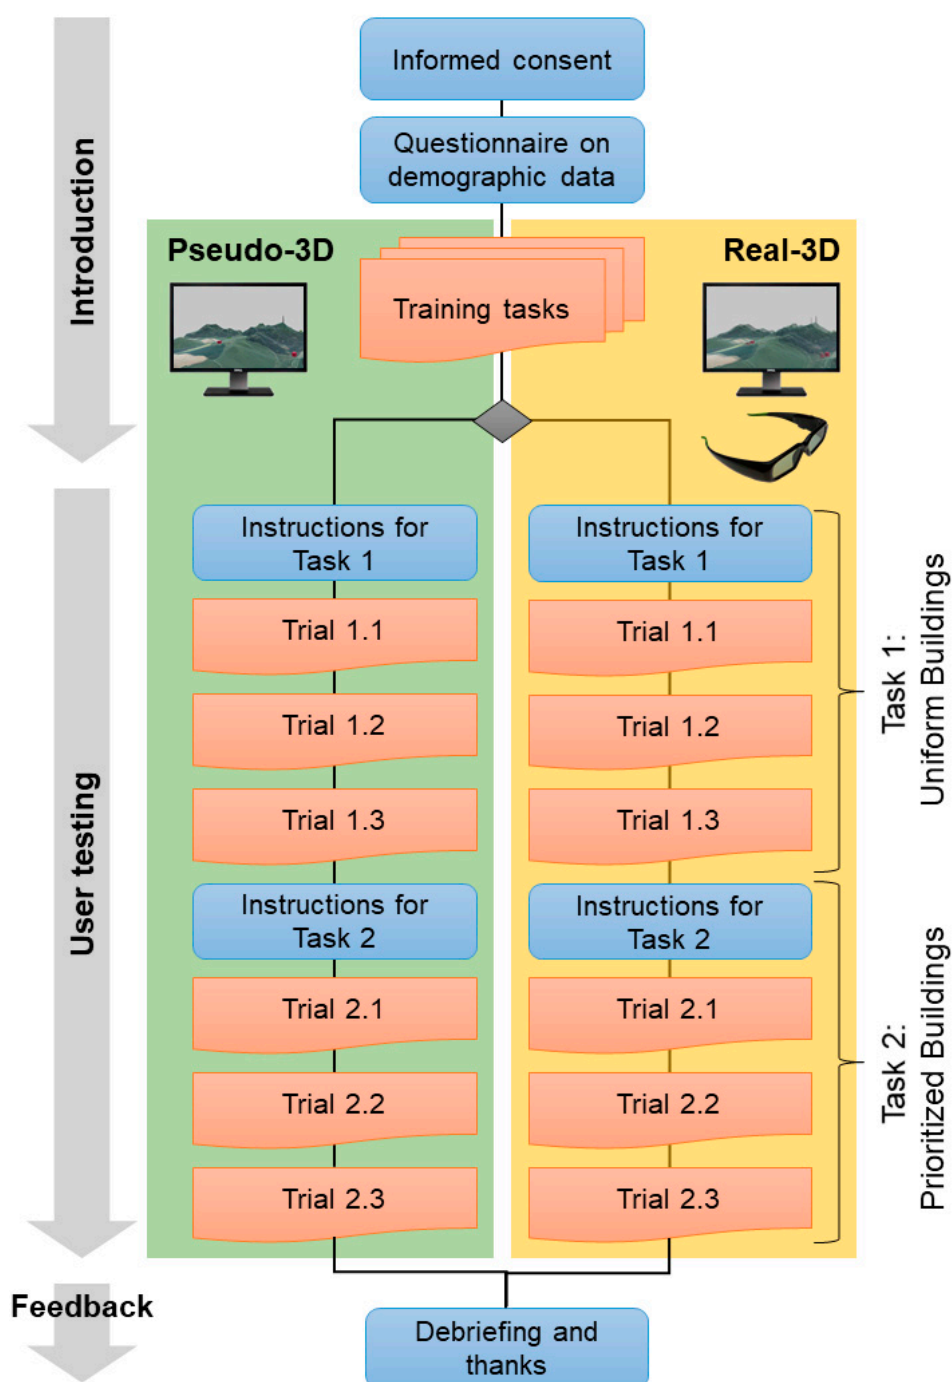 Informed consent
Questionnaire on
demographic data
Introduction
Pseudo-3D
Real-3D
Training tasks
Instructions for
Task 1
Instructions for
Task 1
Trial 1.1
Trial 1.1
Trial 1.2
Trial 1.2
Trial 1.3
Trial 1.3
Task 1:
Uniform Buildings
User testing
Instructions for
Task 2
Instructions for
Task 2
Trial 2.1
Trial 2.1
Trial 2.2
Trial 2.2
Trial 2.3
Trial 2.3
Task 2:
Prioritized Buildings
Feedback
Debriefing and
thanks